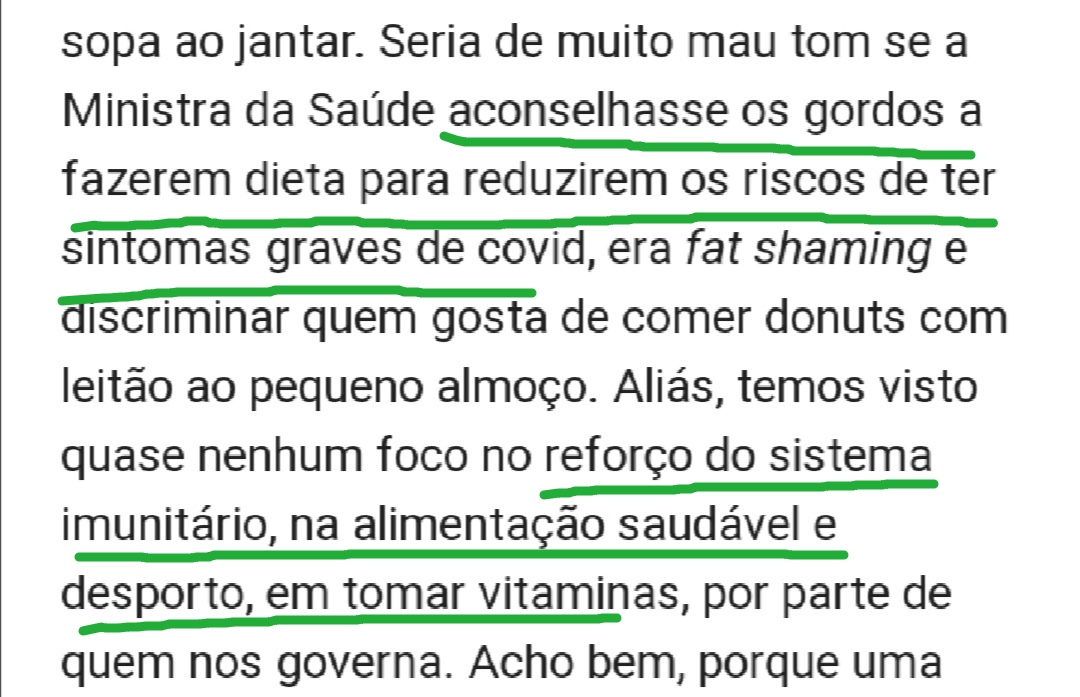 sopa ao jantar. Seria de muito mau tom se a
Ministra da Saúde aconselhasse os gordos a
fazerem dieta para reduzirem os riscos de ter
sintomas graves de covid, era fat shaming e
discriminar quem gosta de comer donuts com
leitão ao pequeno almoço. Aliás, temos visto
quase nenhum foco no reforço do sistema
imunitário, na alimentação saudável e
desporto, em tomar vitaminas, por parte de
quem nos governa. Acho bem, porque uma